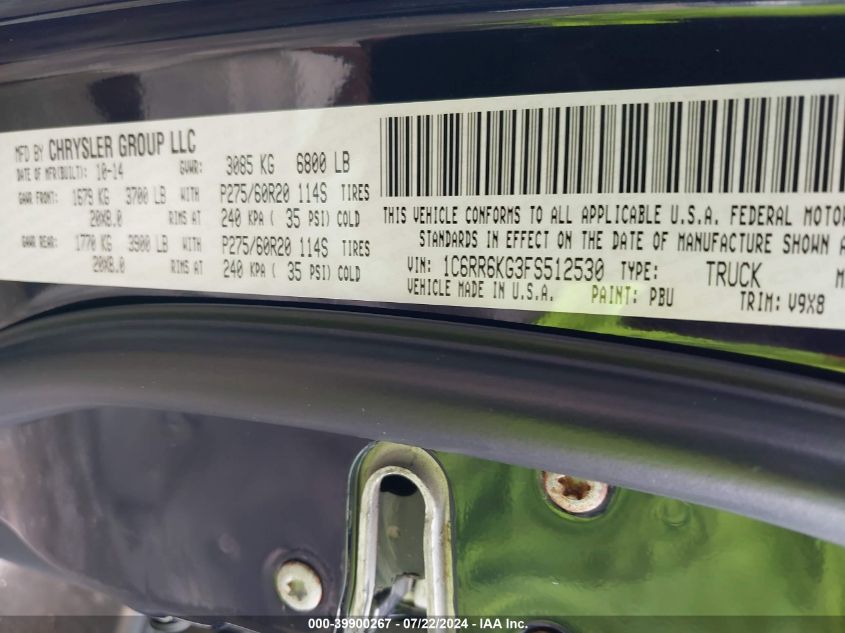 MFD BY CHRYSLER GROUP LLC
DATE OF MFR(BUILT): 10-14 GVWR: 3085 KG 6800 LB
GAWR FRONT: 1679 KG 3700 LB WITH P275/60R20 114S TIRES
20X8.0 RIMS AT 240 KPA ( 35 PSI) COLD
GAWR REAR: 1770 KG 3900 LB WITH P275/60R20 114S TIRES
20X8.0 RIMS AT 240 KPA ( 35 PSI) COLD
THIS VEHICLE CONFORMS TO ALL APPLICABLE U.S.A. FEDERAL MOTO
STANDARDS IN EFFECT ON THE DATE OF MANUFACTURE SHOWN
VIN: 1C6RR6KG3FS512530 TYPE: TRUCK
VEHICLE MADE IN U.S.A. PAINT: PBU TRIM: V9X8
000-39900267 - 07/22/2024 - IAA Inc.